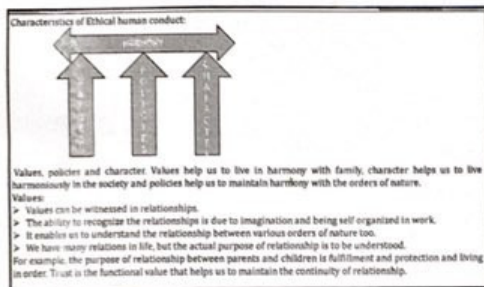 Characteristics of Ethical human conduct:
Values, policies and character. Values help us to live in harmony with family, character helps us to live
harmoniously in the society and policies help us to maintain harmony with the orders of nature.
Values:
➤ Values can be witnessed in relationships.
➤ The ability to recognize the relationships is due to imagination and being self organized in work.
➤ It enables us to understand the relationship between various orders of nature too.
➤ We have many relations in life, but the actual purpose of relationship is to be understood.
For example, the purpose of relationship between parents and children is fulfillment and protection and living
in order. Trust is the functional value that helps us to maintain the continuity of relationship.